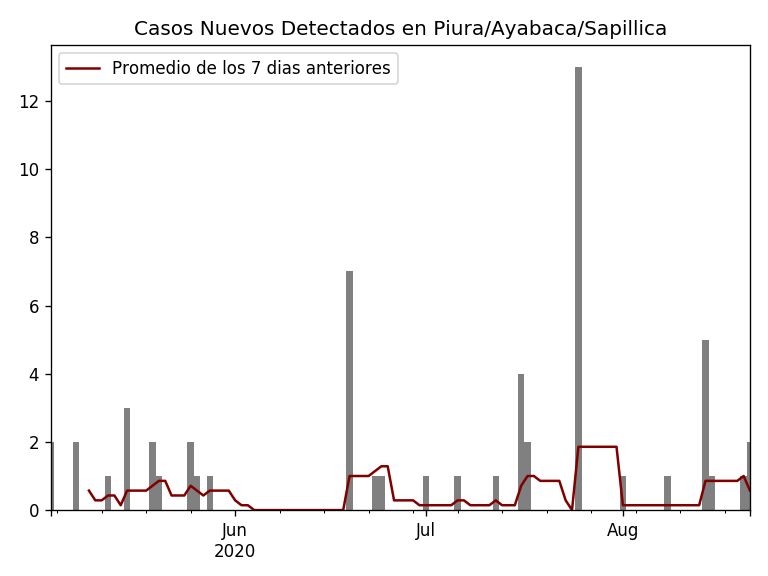 Casos Nuevos Detectados en Piura/Ayabaca/Sapillica
Promedio de los 7 dias anteriores
12
10
8
6
4
2
0
Jun
2020
Jul
Aug